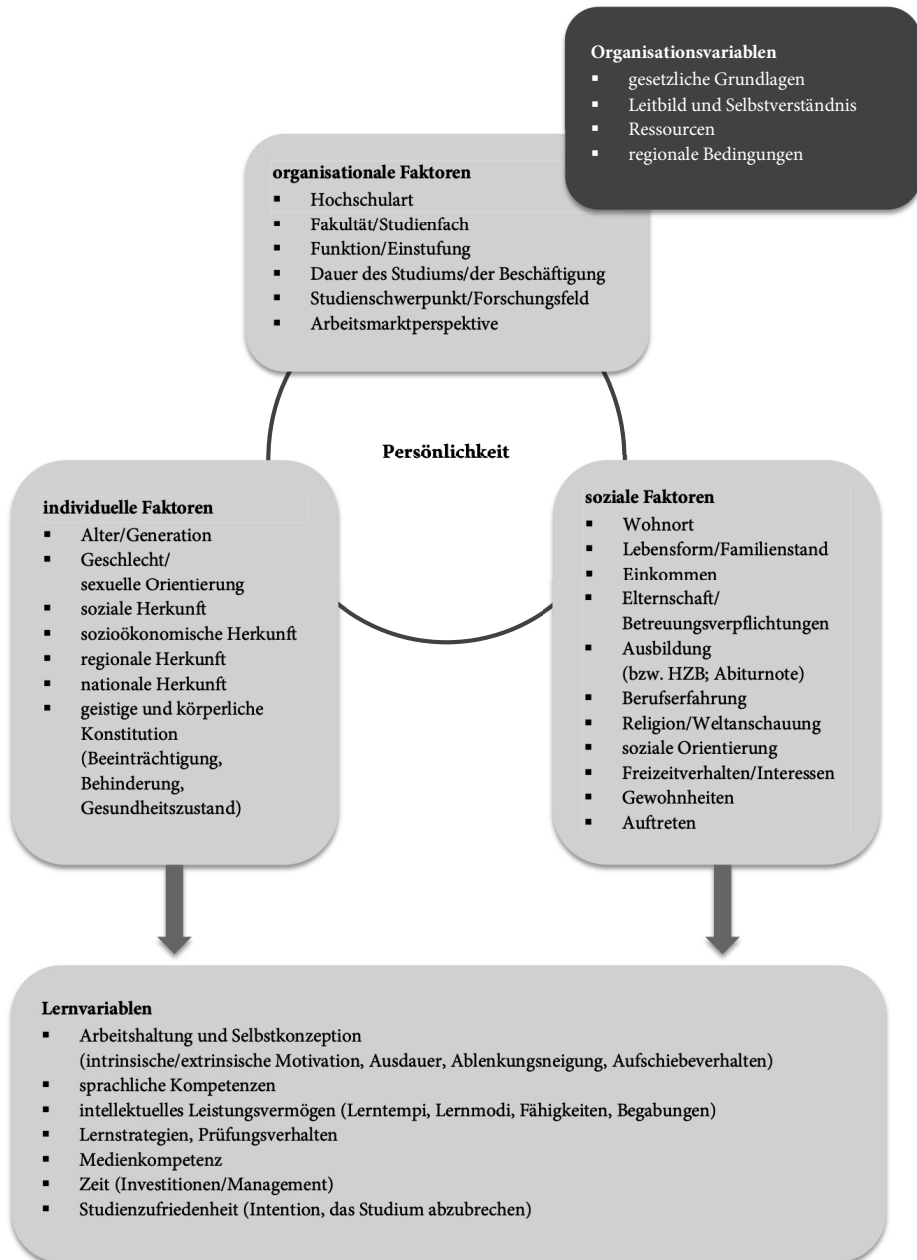 Organisationsvariablen
▪ gesetzliche Grundlagen
▪ Leitbild und Selbstverständnis
▪ Ressourcen
▪ regionale Bedingungen
organisationale Faktoren
▪ Hochschulart
▪ Fakultät/Studienfach
▪ Funktion/Einstufung
▪ Dauer des Studiums/der Beschäftigung
▪ Studienschwerpunkt/Forschungsfeld
▪ Arbeitsmarktperspektive
Persönlichkeit
individuelle Faktoren
▪ Alter/Generation
▪ Geschlecht/
sexuelle Orientierung
▪ soziale Herkunft
▪ sozioökonomische Herkunft
▪ regionale Herkunft
▪ nationale Herkunft
▪ geistige und körperliche
Konstitution
(Beeinträchtigung,
Behinderung,
Gesundheitszustand)
soziale Faktoren
▪ Wohnort
▪ Lebensform/Familienstand
▪ Einkommen
▪ Elternschaft/
Betreuungsverpflichtungen
▪ Ausbildung
(bzw. HZB; Abiturnote)
▪ Berufserfahrung
▪ Religion/Weltanschauung
▪ soziale Orientierung
▪ Freizeitverhalten/Interessen
▪ Gewohnheiten
▪ Auftreten
Lernvariablen
▪ Arbeitshaltung und Selbstkonzeption
(intrinsische/extrinsische Motivation, Ausdauer, Ablenkungsneigung, Aufschiebeverhalten)
▪ sprachliche Kompetenzen
▪ intellektuelles Leistungsvermögen (Lerntempi, Lernmodi, Fähigkeiten, Begabungen)
▪ Lernstrategien, Prüfungsverhalten
▪ Medienkompetenz
▪ Zeit (Investitionen/Management)
▪ Studienzufriedenheit (Intention, das Studium abzubrechen)